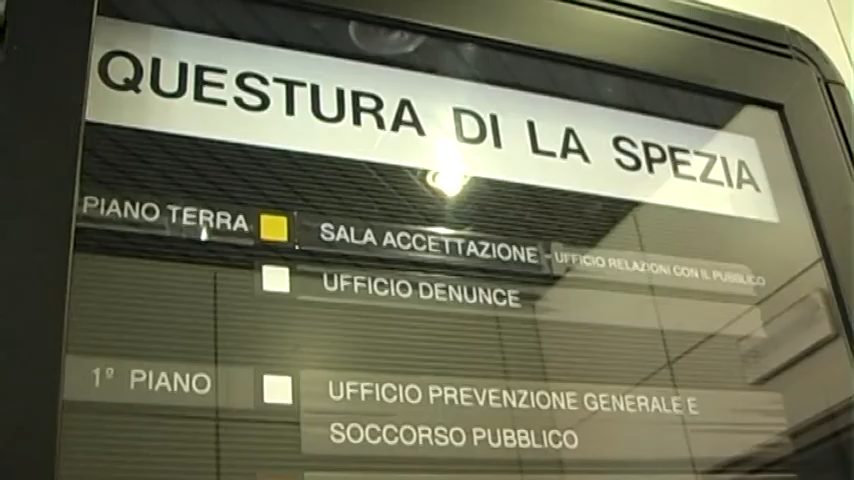 QUESTURA DI LA SPEZIA
PIANO TERRA SALA ACCETTAZIONE - UFFICIO RELAZIONI CON IL PUBBLICO
UFFICIO DENUNCE
1º PIANO UFFICIO PREVENZIONE GENERALE E
SOCCORSO PUBBLICO